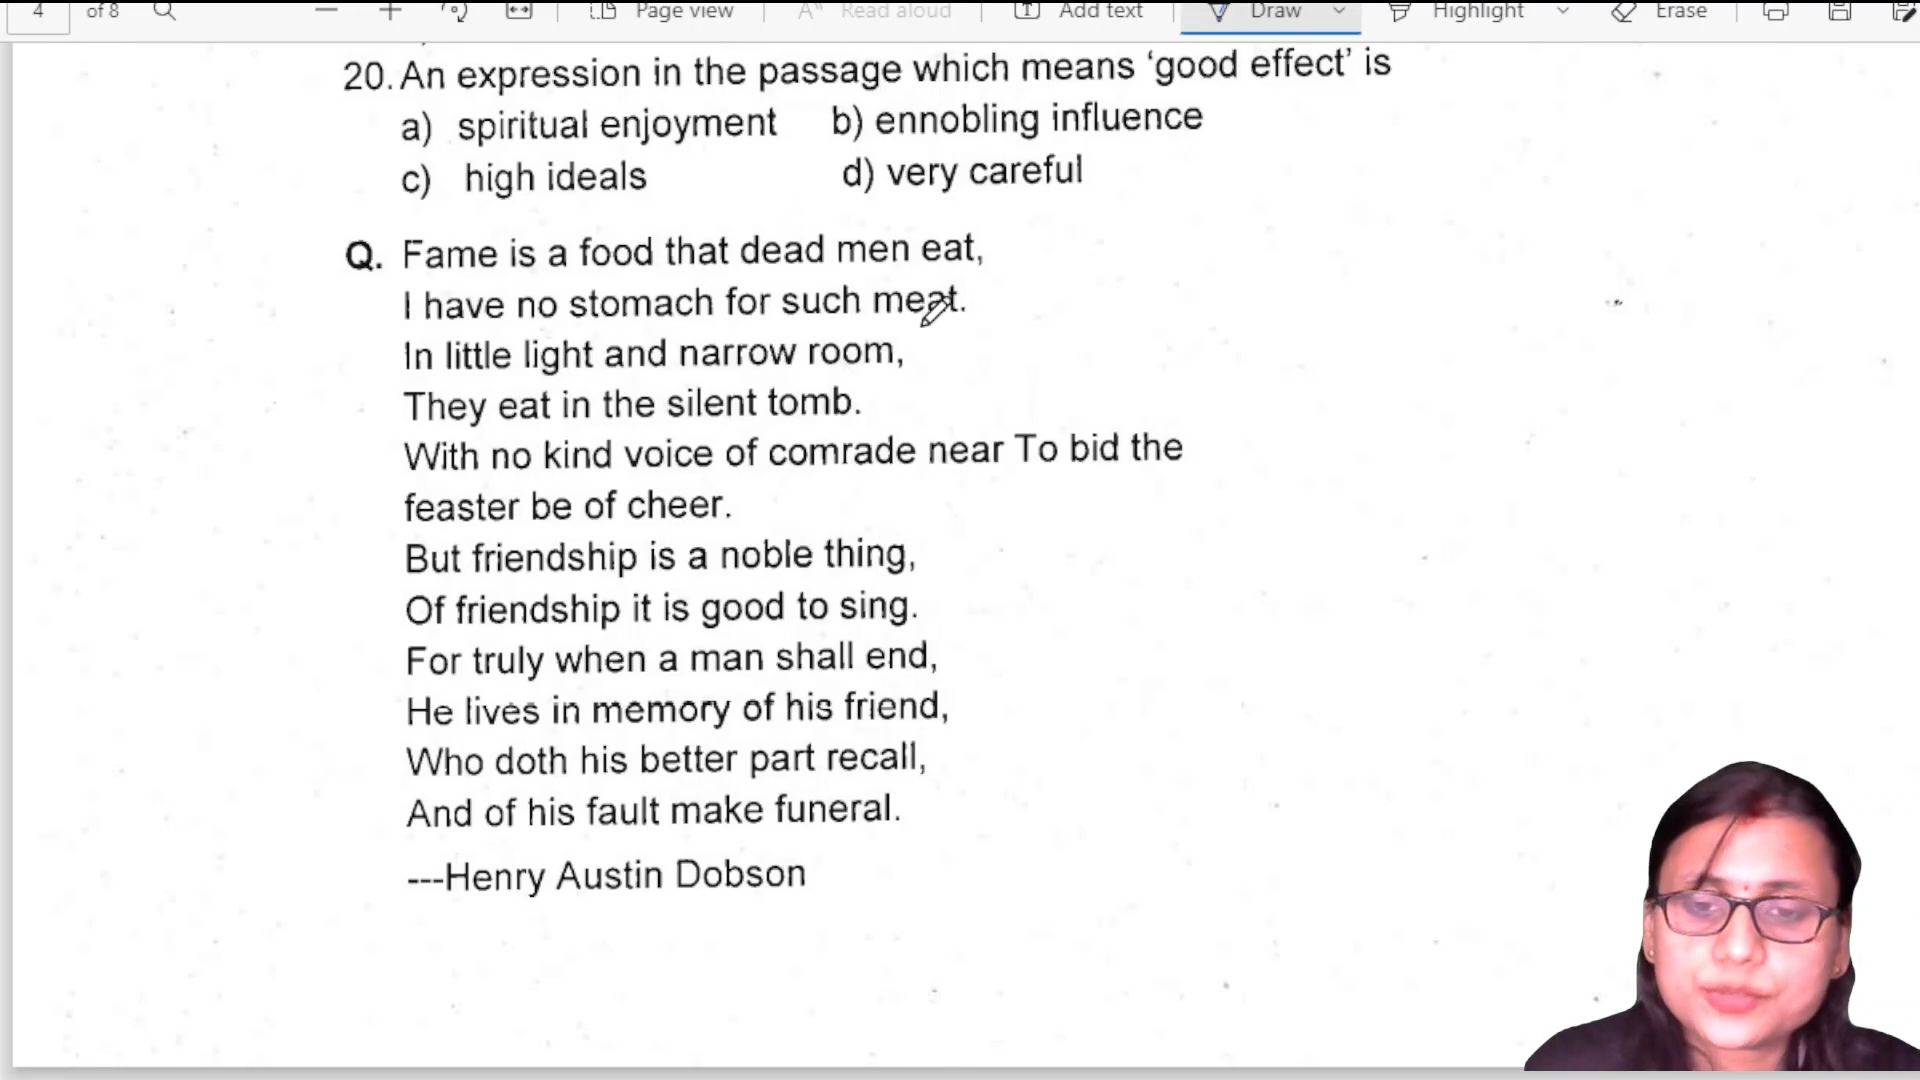 4 of 8 Page view Read aloud Add text Draw Highlight Erase
20. An expression in the passage which means ‘good effect’ is
a) spiritual enjoyment b) ennobling influence
c) high ideals d) very careful
Q. Fame is a food that dead men eat,
I have no stomach for such meat.
In little light and narrow room,
They eat in the silent tomb.
With no kind voice of comrade near To bid the
feaster be of cheer.
But friendship is a noble thing,
Of friendship it is good to sing.
For truly when a man shall end,
He lives in memory of his friend,
Who doth his better part recall,
And of his fault make funeral.
---Henry Austin Dobson